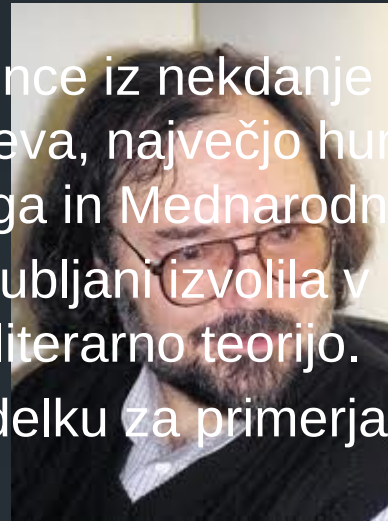 nce iz nekdanje
eva, največjo hu
ga in Mednarodn
ubljani izvolila v
literarno teorijo.
delku za primerja